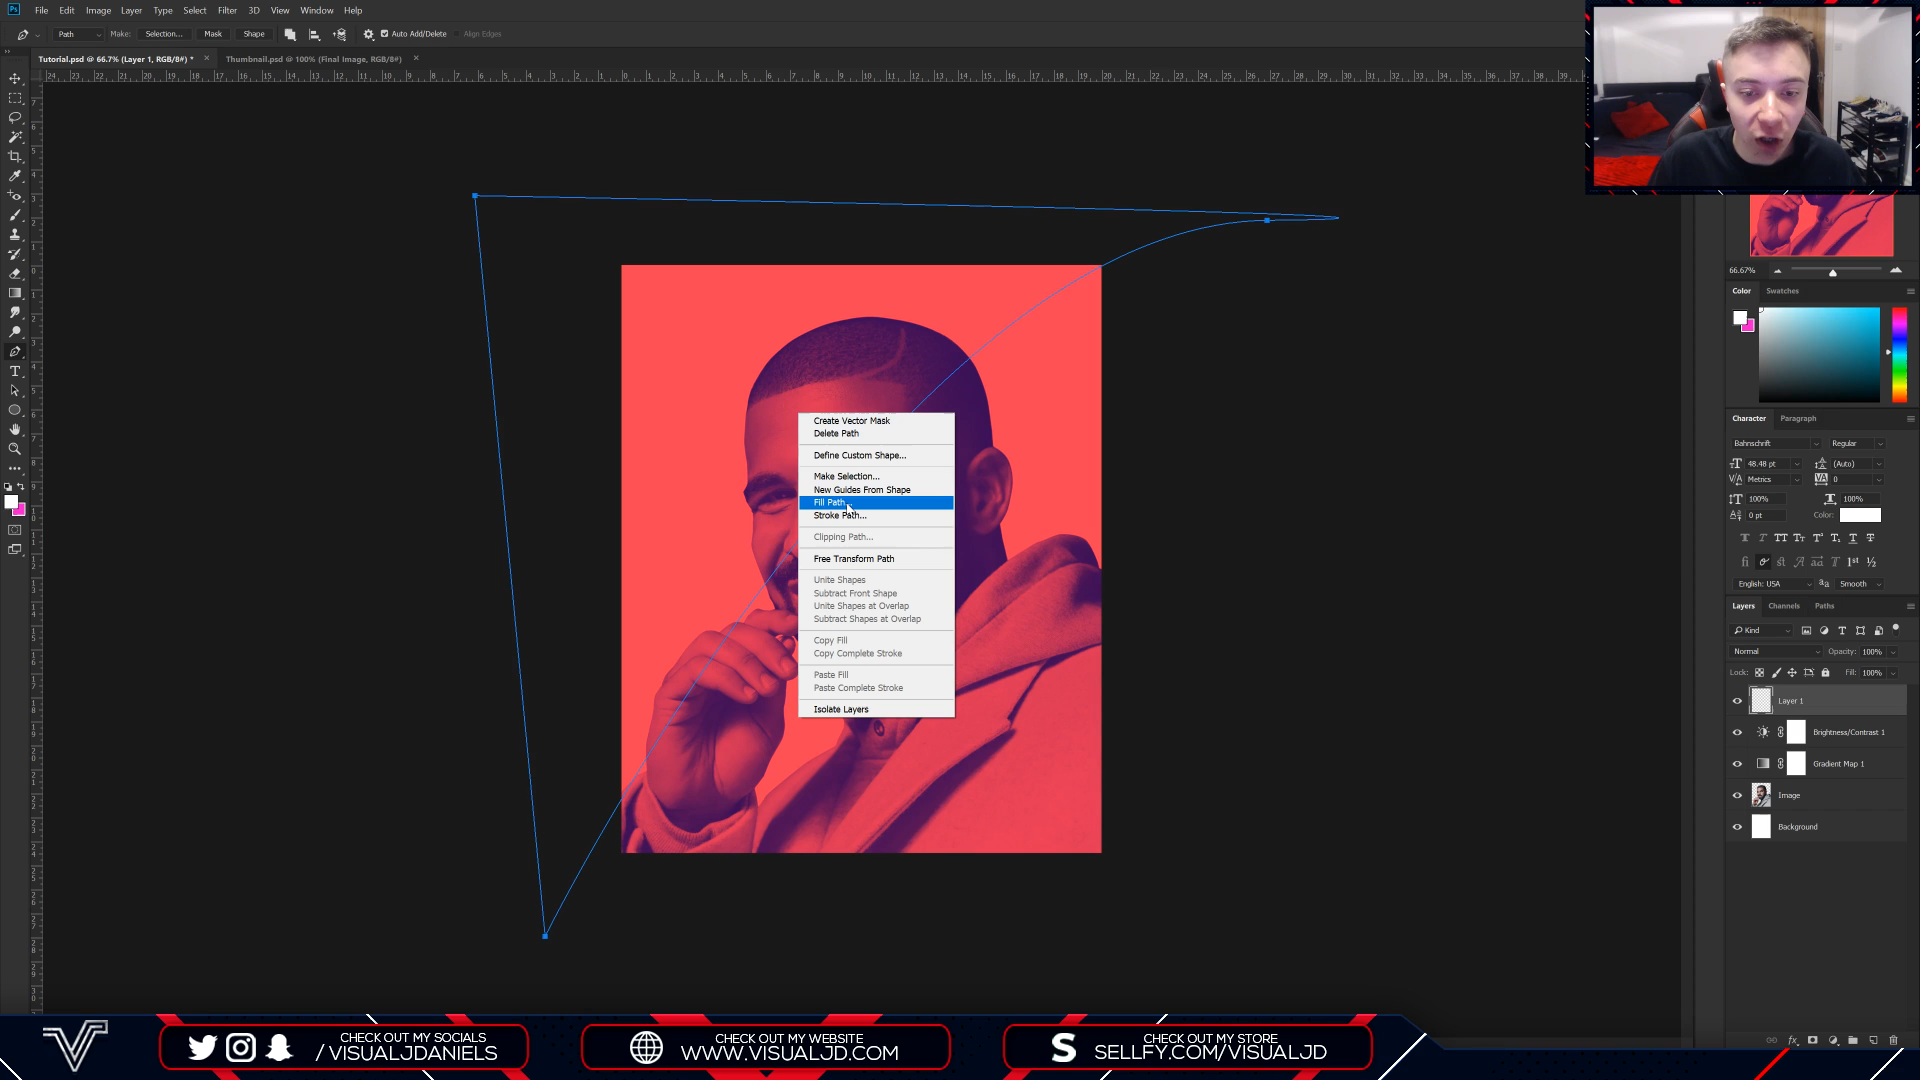 Ps File Edit Image Layer Type Select Filter 3D View Window Help
Path Make: Selection... Mask Shape Auto Add/Delete Align Edges
Tutorial.psd @ 66.7% (Layer 1, RGB/8#) * Thumbnail.psd @ 100% (Final Image, RGB/8#)
Create Vector Mask
Delete Path
Define Custom Shape...
Make Selection...
New Guides From Shape
Fill Path...
Stroke Path...
Clipping Path...
Free Transform Path
Unite Shapes
Subtract Front Shape
Unite Shapes at Overlap
Subtract Shapes at Overlap
Copy Fill
Copy Complete Stroke
Paste Fill
Paste Complete Stroke
Isolate Layers
66.67%
Color Swatches
Character Paragraph
Bahnschrift Regular
48.48 pt (Auto)
Metrics 0
100% 100%
0 pt Color:
English: USA Smooth
Layers Channels Paths
Kind
Normal Opacity: 100%
Lock: Fill: 100%
Layer 1
Brightness/Contrast 1
Gradient Map 1
Image
Background
CHECK OUT MY SOCIALS
/ VISUALJDANIELS
CHECK OUT MY WEBSITE
WWW.VISUALJD.COM
CHECK OUT MY STORE
SELLFY.COM/VISUALJD